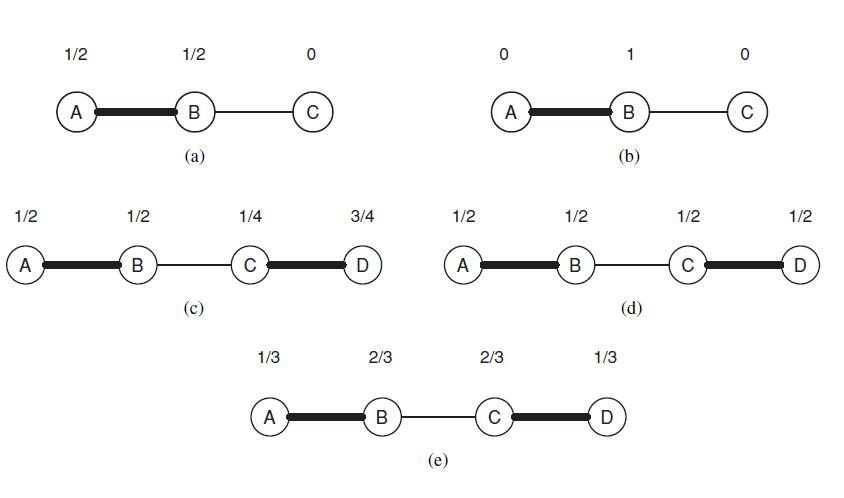 1/2 1/2 0
A B C
(a)
0 1 0
A B C
(b)
1/2 1/2 1/4 3/4
A B C D
(c)
1/2 1/2 1/2 1/2
A B C D
(d)
1/3 2/3 2/3 1/3
A B C D
(e)